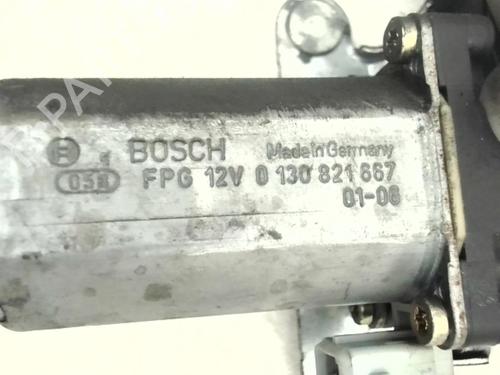 BOSCH Made in Germany
FPG 12V 0 130 821 667
01-06